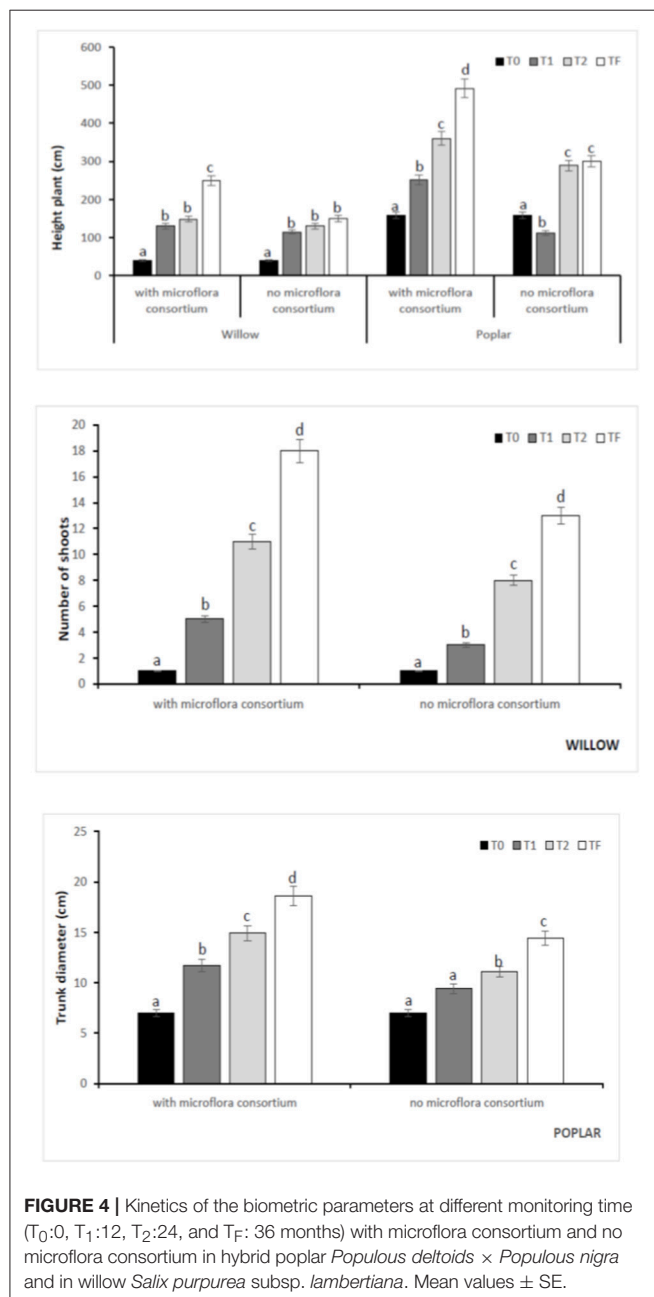 600
500
400
300
200
100
0
Height plant (cm)
T0 T1 T2 TF
a b b c
a b b b
a b c d
a b c c
with microflora consortium
no microflora consortium
with microflora consortium
no microflora consortium
Willow
Poplar
20
18
16
14
12
10
8
6
4
2
0
Number of shoots
T0 T1 T2 TF
a b c d
a b c d
with microflora consortium
no microflora consortium
WILLOW
25
20
15
10
5
0
Trunk diameter (cm)
T0 T1 T2 TF
a b c d
a a b c
with microflora consortium
no microflora consortium
POPLAR
FIGURE 4 | Kinetics of the biometric parameters at different monitoring time
(T0:0, T1:12, T2:24, and TF: 36 months) with microflora consortium and no
microflora consortium in hybrid poplar Populous deltoids × Populous nigra
and in willow Salix purpurea subsp. lambertiana. Mean values ± SE.